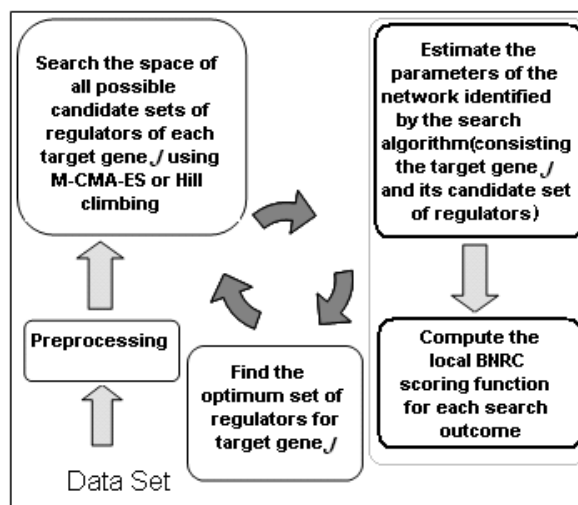 Search the space of
all possible
candidate sets of
regulators of each
target gene J using
M-CMA-ES or Hill
climbing
Estimate the
parameters of the
network identified
by the search
algorithm(consisting
the target gene J
and its candidate set
of regulators)
Preprocessing
Data Set
Find the
optimum set of
regulators for
target gene J
Compute the
local BNRC
scoring function
for each search
outcome